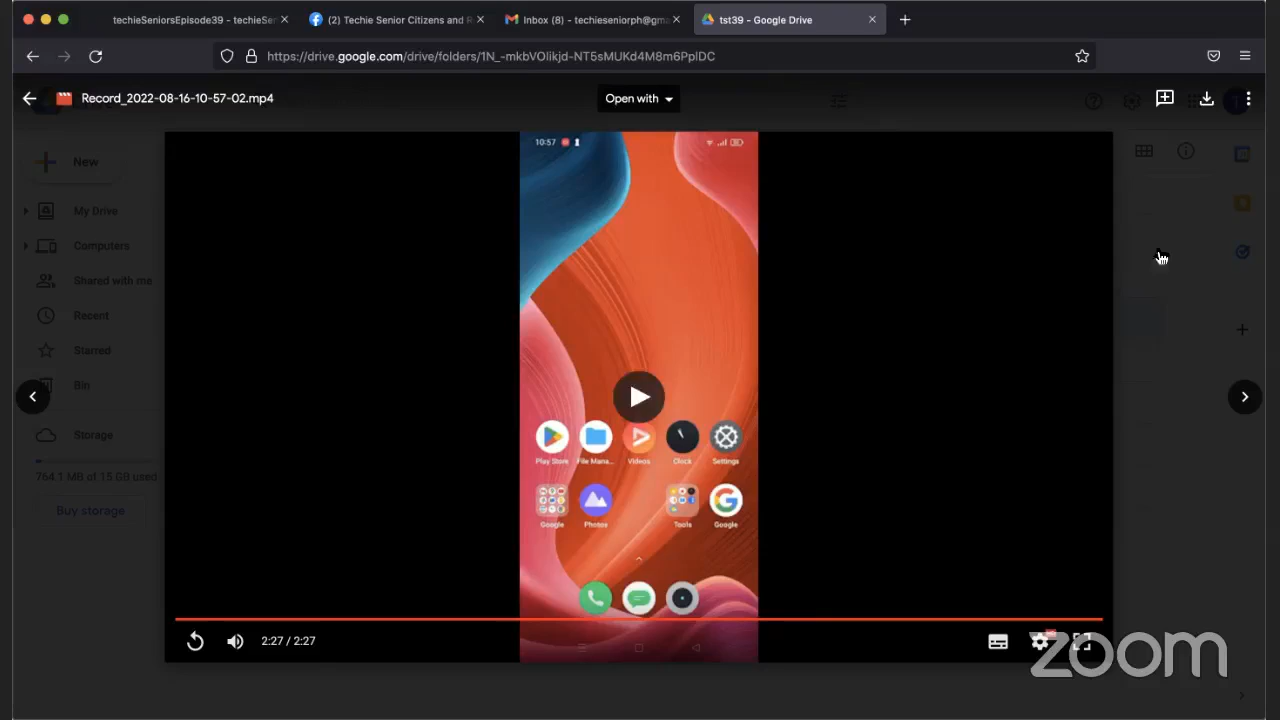 techieSeniorsEpisode39 - techieSen
(2) Techie Senior Citizens and R
Inbox (8) - techieseniorph@gma
tst39 - Google Drive
https://drive.google.com/drive/folders/1N_-mkbVOlikjd-NT5sMUKd4M8m6PplDC
Record_2022-08-16-10-57-02.mp4
Open with
New
My Drive
Computers
Shared with me
Recent
Starred
Bin
Storage
764.1 MB of 15 GB used
Buy storage
10:57
Play Store
File Mana...
Videos
Clock
Settings
Google
Photos
Tools
Google
2:27 / 2:27
zoom